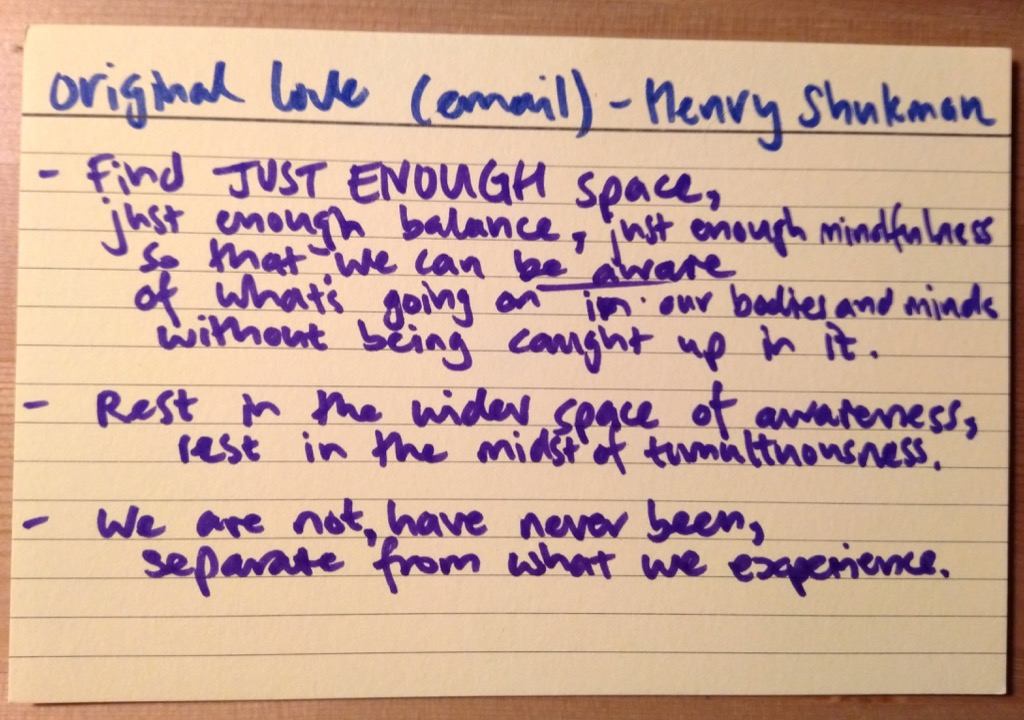 Original Love (email) - Henry Shukman
- Find JUST ENOUGH space,
just enough balance, just enough mindfulness
so that we can be aware
of what's going on in our bodies and minds
without being caught up in it.
- Rest in the wider space of awareness,
rest in the midst of tumultuousness.
- We are not, have never been,
separate from what we experience.